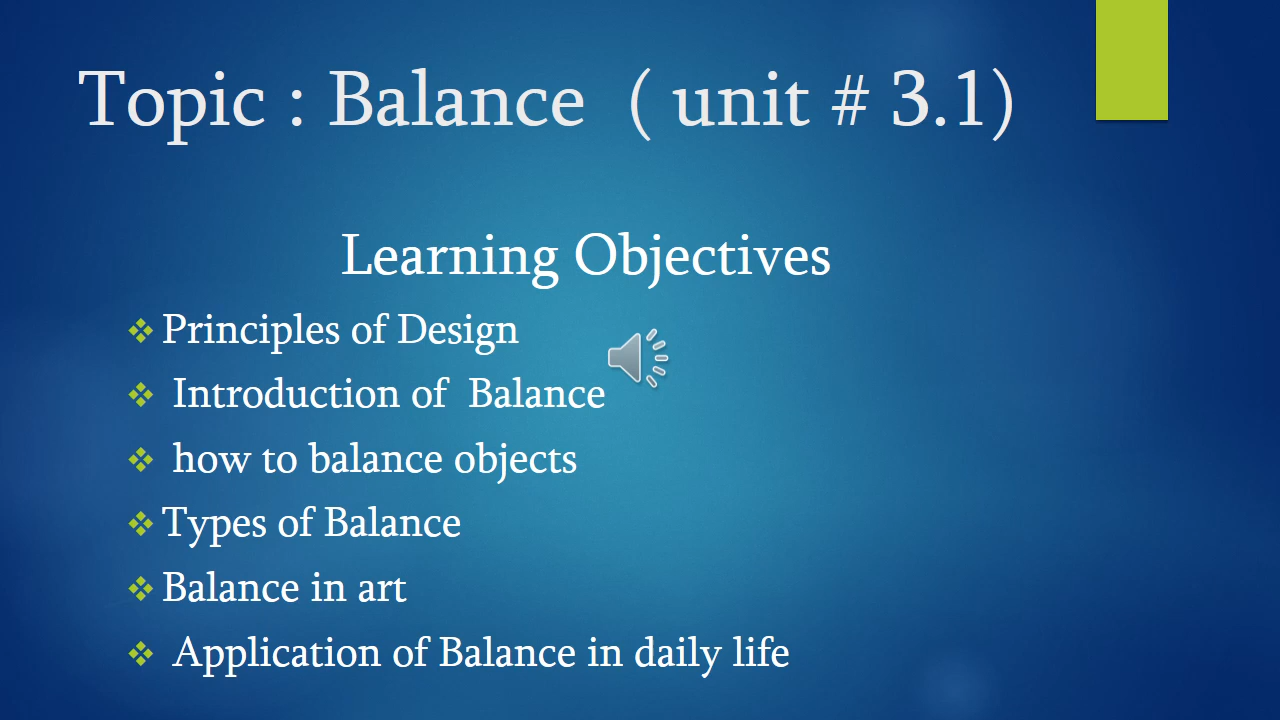 Topic : Balance ( unit # 3.1)
Learning Objectives
Principles of Design
Introduction of Balance
how to balance objects
Types of Balance
Balance in art
Application of Balance in daily life